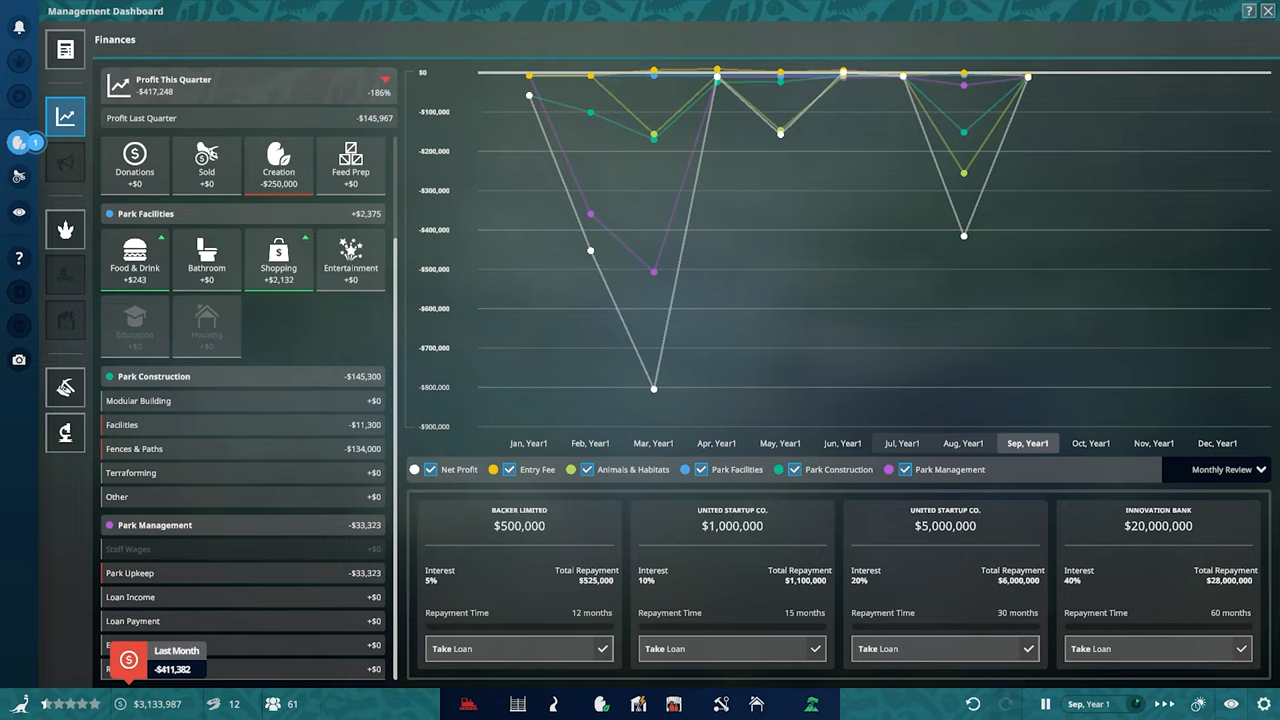 Management Dashboard
?
Finances
Profit This Quarter
-$417,248
-186%
Profit Last Quarter
-$145,967
Donations
+$0
Sold
+$0
Creation
-$250,000
Feed Prep
+$0
Park Facilities
+$2,375
Food & Drink
+$243
Bathroom
+$0
Shopping
+$2,132
Entertainment
+$0
Education
+$0
Housing
+$0
Park Construction
-$145,300
Modular Building
+$0
Facilities
-$11,300
Fences & Paths
-$134,000
Terraforming
+$0
Other
+$0
Park Management
-$33,323
Staff Wages
+$0
Park Upkeep
-$33,323
Loan Income
+$0
Loan Payment
+$0
+$0
+$0
Last Month
-$411,382
1
?
$0
-$100,000
-$200,000
-$300,000
-$400,000
-$500,000
-$600,000
-$700,000
-$800,000
-$900,000
Jan, Year1
Feb, Year1
Mar, Year1
Apr, Year1
May, Year1
Jun, Year1
Jul, Year1
Aug, Year1
Sep, Year1
Oct, Year1
Nov, Year1
Dec, Year1
Net Profit
Entry Fee
Animals & Habitats
Park Facilities
Park Construction
Park Management
Monthly Review
BACKER LIMITED
$500,000
Interest
5%
Total Repayment
$525,000
Repayment Time
12 months
Take Loan
UNITED STARTUP CO.
$1,000,000
Interest
10%
Total Repayment
$1,100,000
Repayment Time
15 months
Take Loan
UNITED STARTUP CO.
$5,000,000
Interest
20%
Total Repayment
$6,000,000
Repayment Time
30 months
Take Loan
INNOVATION BANK
$20,000,000
Interest
40%
Total Repayment
$28,000,000
Repayment Time
60 months
Take Loan
$3,133,987
12
61
Sep, Year 1